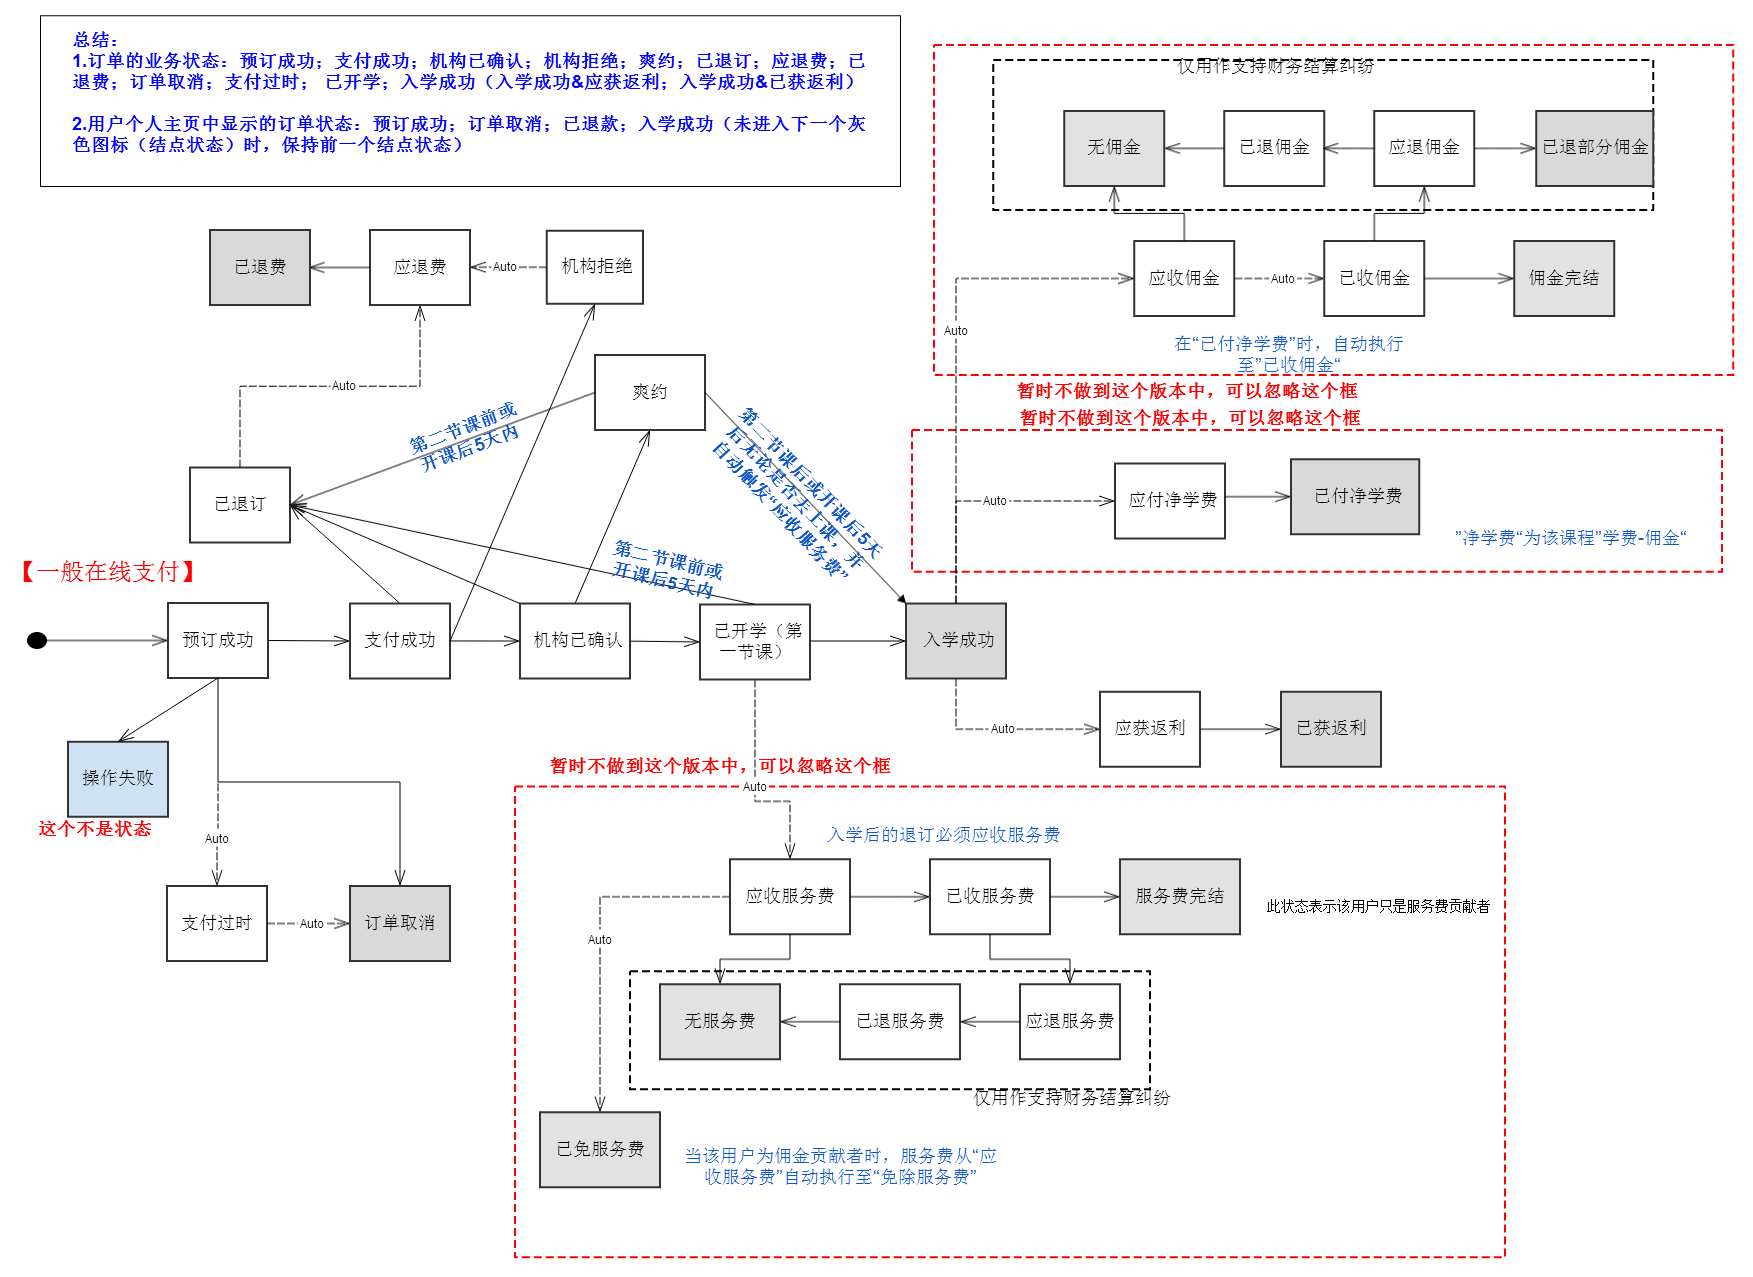 总结：
1.订单的业务状态：预订成功；支付成功；机构已确认；机构拒绝；爽约；已退订；应退费；已
退费；订单取消；支付过时； 已开学；入学成功（入学成功&应获返利；入学成功&已获返利）
2.用户个人主页中显示的订单状态：预订成功；订单取消；已退款；入学成功（未进入下一个灰
色图标（结点状态）时，保持前一个结点状态）
仅用作支持财务结算纠纷
无佣金
已退佣金
应退佣金
已退部分佣金
应收佣金
Auto
已收佣金
佣金完结
在“已付净学费”时，自动执行
至”已收佣金“
Auto
暂时不做到这个版本中，可以忽略这个框
暂时不做到这个版本中，可以忽略这个框
Auto
应付净学费
已付净学费
”净学费“为该课程”学费-佣金“
已退费
应退费
Auto
机构拒绝
Auto
爽约
第二节课前或
开课后5天内
第二节课后或开课后5天
后无论是否去上课，并
自动触发“应收服务费”
已退订
第二节课前或
开课后5天内
【一般在线支付】
预订成功
支付成功
机构已确认
已开学（第
一节课）
入学成功
Auto
应获返利
已获返利
操作失败
这个不是状态
Auto
支付过时
Auto
订单取消
暂时不做到这个版本中，可以忽略这个框
Auto
入学后的退订必须应收服务费
应收服务费
已收服务费
服务费完结
此状态表示该用户只是服务费贡献者
Auto
无服务费
已退服务费
应退服务费
仅用作支持财务结算纠纷
已免服务费
当该用户为佣金贡献者时，服务费从“应
收服务费”自动执行至“免除服务费”